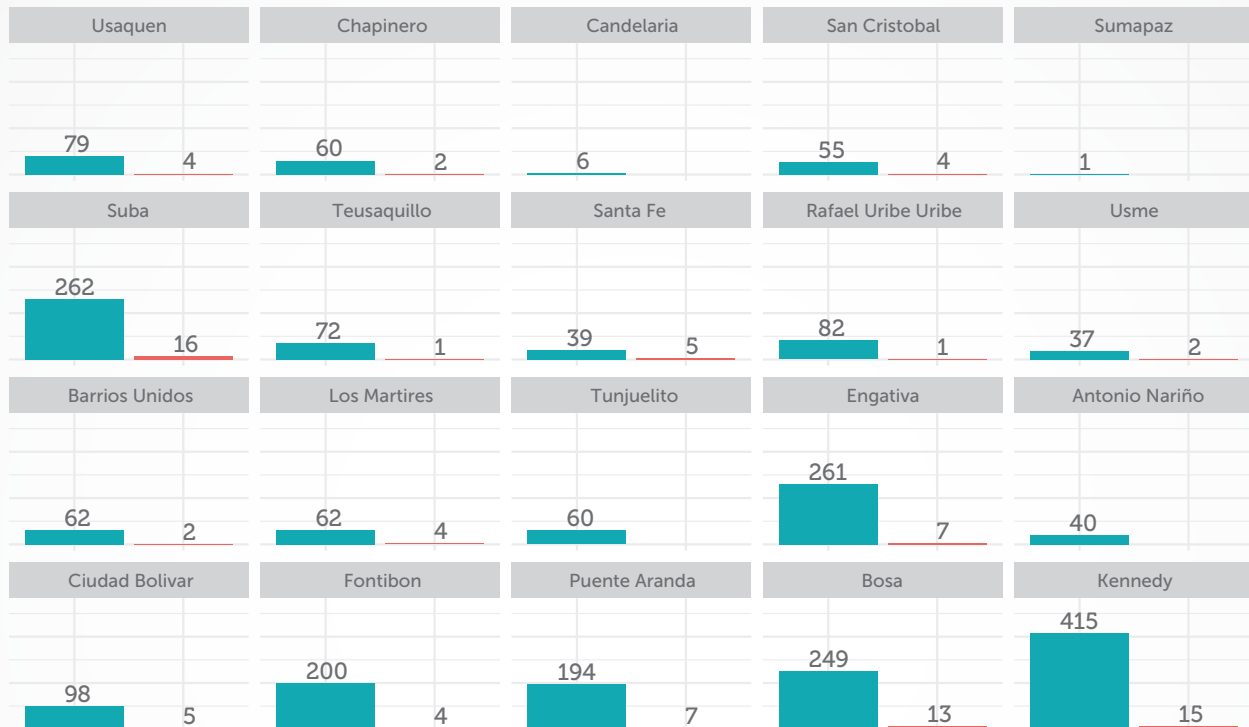 Usaquen
79
4
Chapinero
60
2
Candelaria
6
San Cristobal
55
4
Sumapaz
1
Suba
262
16
Teusaquillo
72
1
Santa Fe
39
5
Rafael Uribe Uribe
82
1
Usme
37
2
Barrios Unidos
62
2
Los Martires
62
4
Tunjuelito
60
Engativa
261
7
Antonio Nariño
40
Ciudad Bolivar
98
5
Fontibon
200
4
Puente Aranda
194
7
Bosa
249
13
Kennedy
415
15